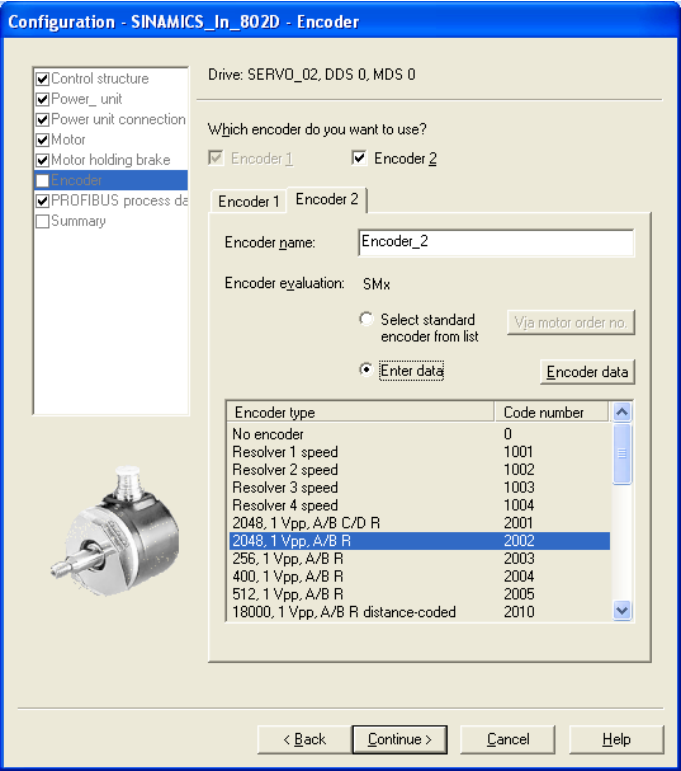 Configuration - SINAMICS_In_802D - Encoder
Control structure
Power_ unit
Power unit connection
Motor
Motor holding brake
Encoder
PROFIBUS process da
Summary
Drive: SERVO_02, DDS 0, MDS 0
Which encoder do you want to use?
Encoder 1 Encoder 2
Encoder 1 Encoder 2
Encoder name: Encoder_2
Encoder evaluation: SMx
Select standard encoder from list
Via motor order no.
Enter data
Encoder data
Encoder type Code number
No encoder 0
Resolver 1 speed 1001
Resolver 2 speed 1002
Resolver 3 speed 1003
Resolver 4 speed 1004
2048, 1 Vpp, A/B C/D R 2001
2048, 1 Vpp, A/B R 2002
256, 1 Vpp, A/B R 2003
400, 1 Vpp, A/B R 2004
512, 1 Vpp, A/B R 2005
18000, 1 Vpp, A/B R distance-coded 2010
< Back Continue > Cancel Help